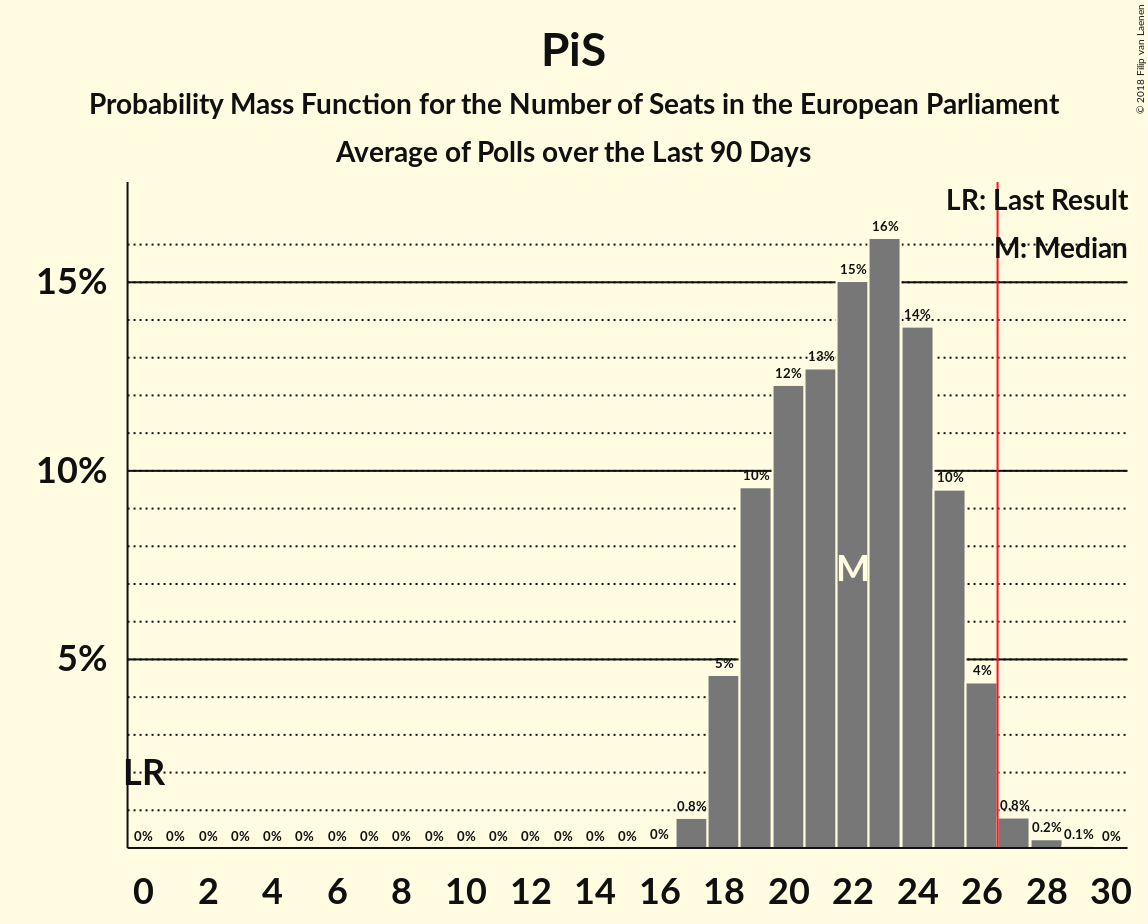 PiS
Probability Mass Function for the Number of Seats in the European Parliament
Average of Polls over the Last 90 Days
© 2018 Filip van Laenen
LR: Last Result
M: Median
15%
10%
5%
LR
M
0% 0% 0% 0% 0% 0% 0% 0% 0% 0% 0% 0% 0% 0% 0% 0% 0% 0.8% 5% 10% 12% 13% 15% 16% 14% 10% 4% 0.8% 0.2% 0.1% 0%
0 2 4 6 8 10 12 14 16 18 20 22 24 26 28 30